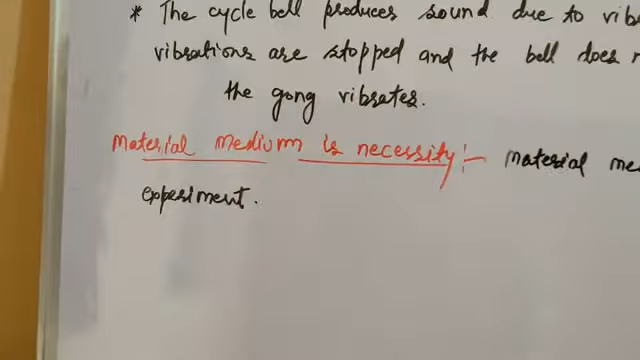 * The cycle bell produces sound due to
vibrations are stopped and the bell does
the gong vibrates.
Material medium is necessity :- Material
experiment.